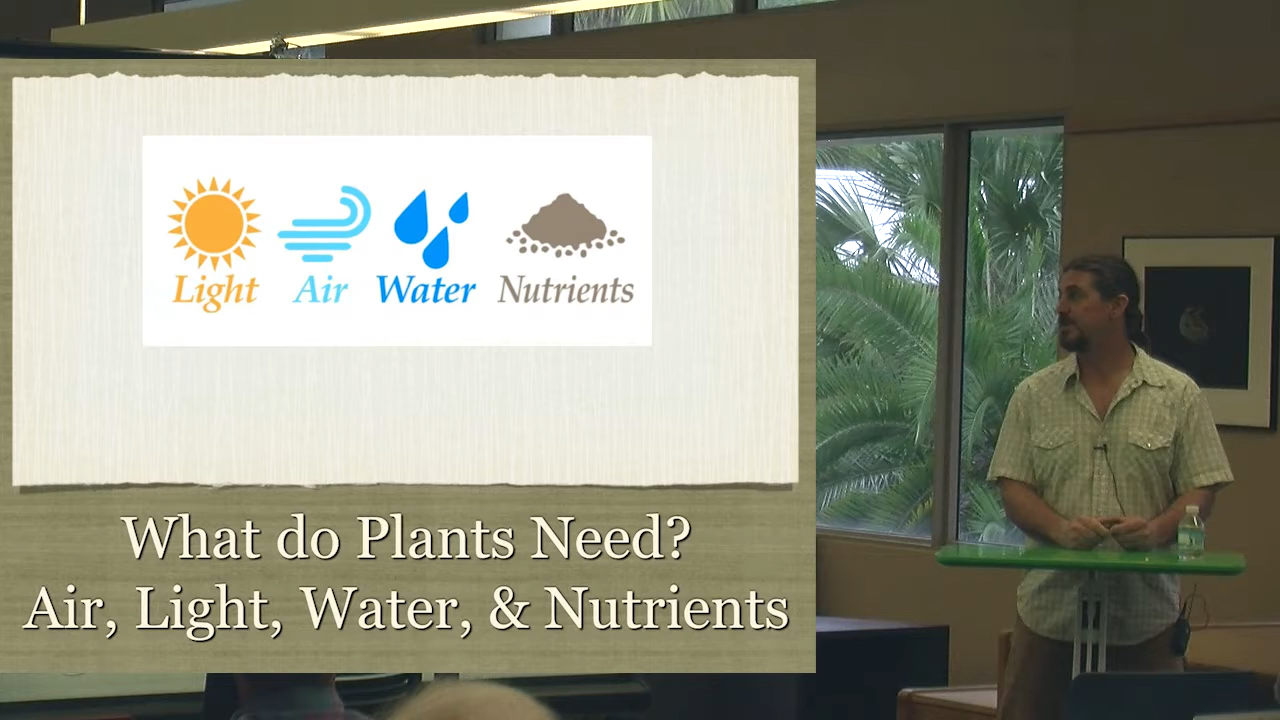 Light Air Water Nutrients
What do Plants Need?
Air, Light, Water, & Nutrients